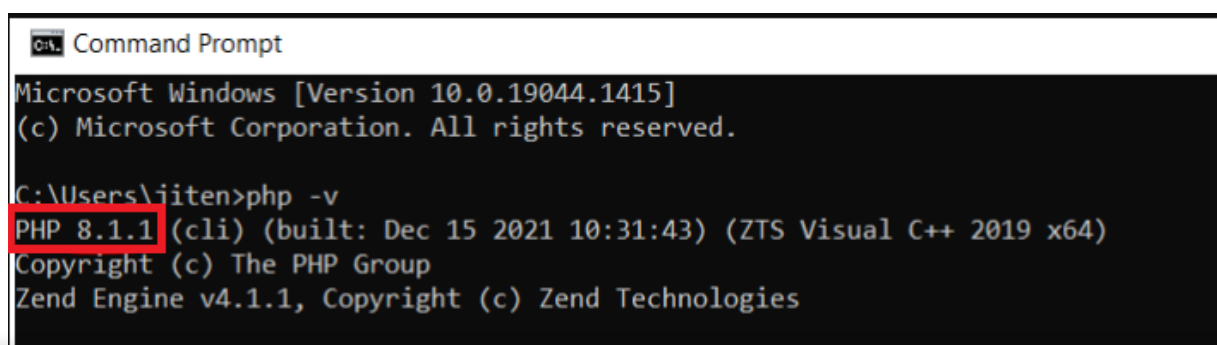 Command Prompt
Microsoft Windows [Version 10.0.19044.1415]
(c) Microsoft Corporation. All rights reserved.
C:\Users\jiten>php -v
PHP 8.1.1 (cli) (built: Dec 15 2021 10:31:43) (ZTS Visual C++ 2019 x64)
Copyright (c) The PHP Group
Zend Engine v4.1.1, Copyright (c) Zend Technologies